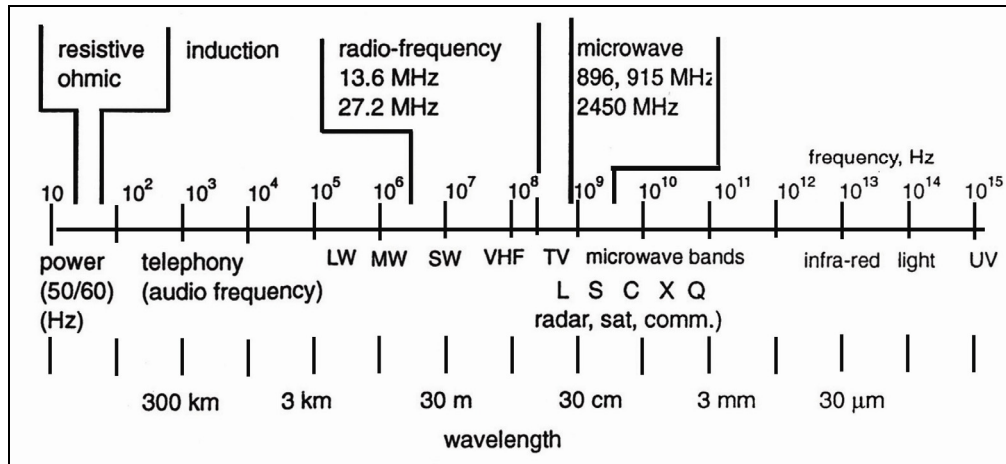 resistive induction radio-frequency microwave
ohmic 13.6 MHz 896, 915 MHz
27.2 MHz 2450 MHz
frequency, Hz
10 10² 10³ 10⁴ 10⁵ 10⁶ 10⁷ 10⁸ 10⁹ 10¹⁰ 10¹¹ 10¹² 10¹³ 10¹⁴ 10¹⁵
power telephony LW MW SW VHF TV microwave bands infra-red light UV
(50/60) (audio frequency) L S C X Q
(Hz) radar, sat, comm.)
300 km 3 km 30 m 30 cm 3 mm 30 μm
wavelength